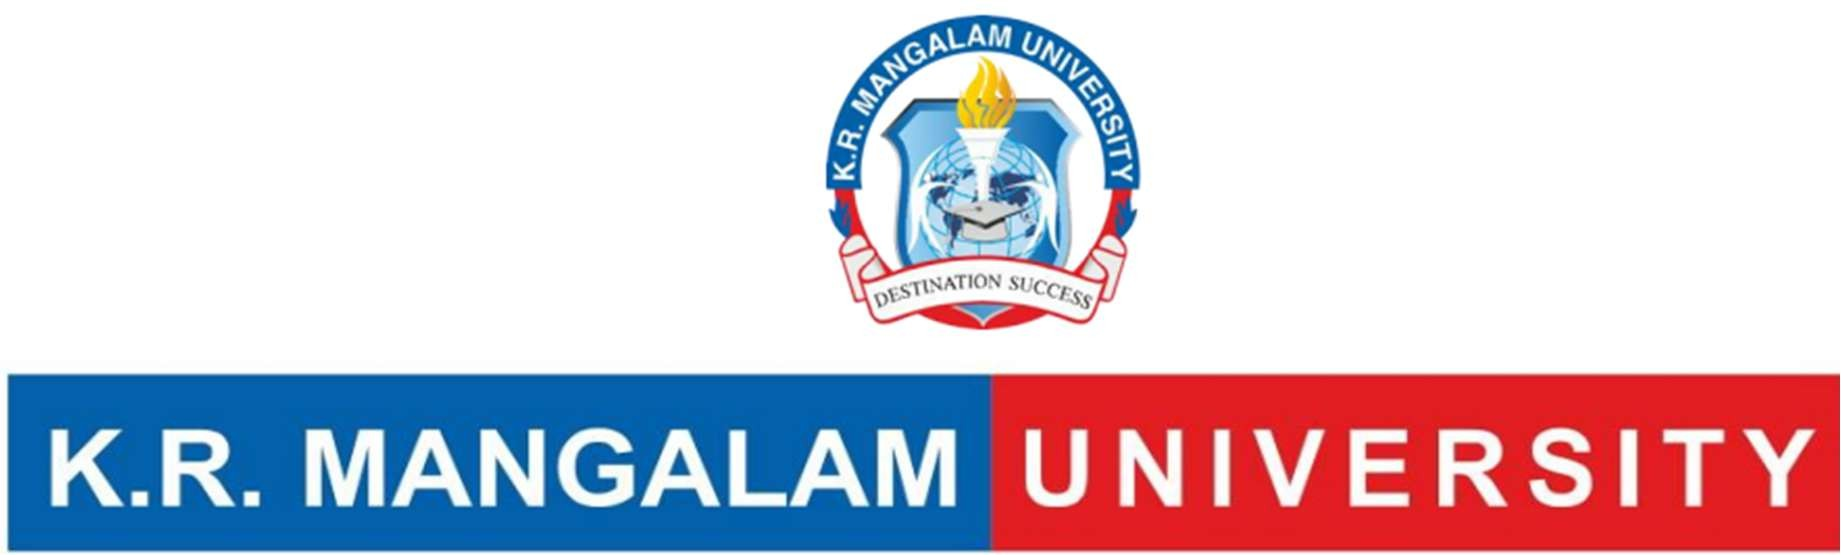 K.R. MANGALAM UNIVERSITY
DESTINATION SUCCESS
K.R. MANGALAM UNIVERSITY